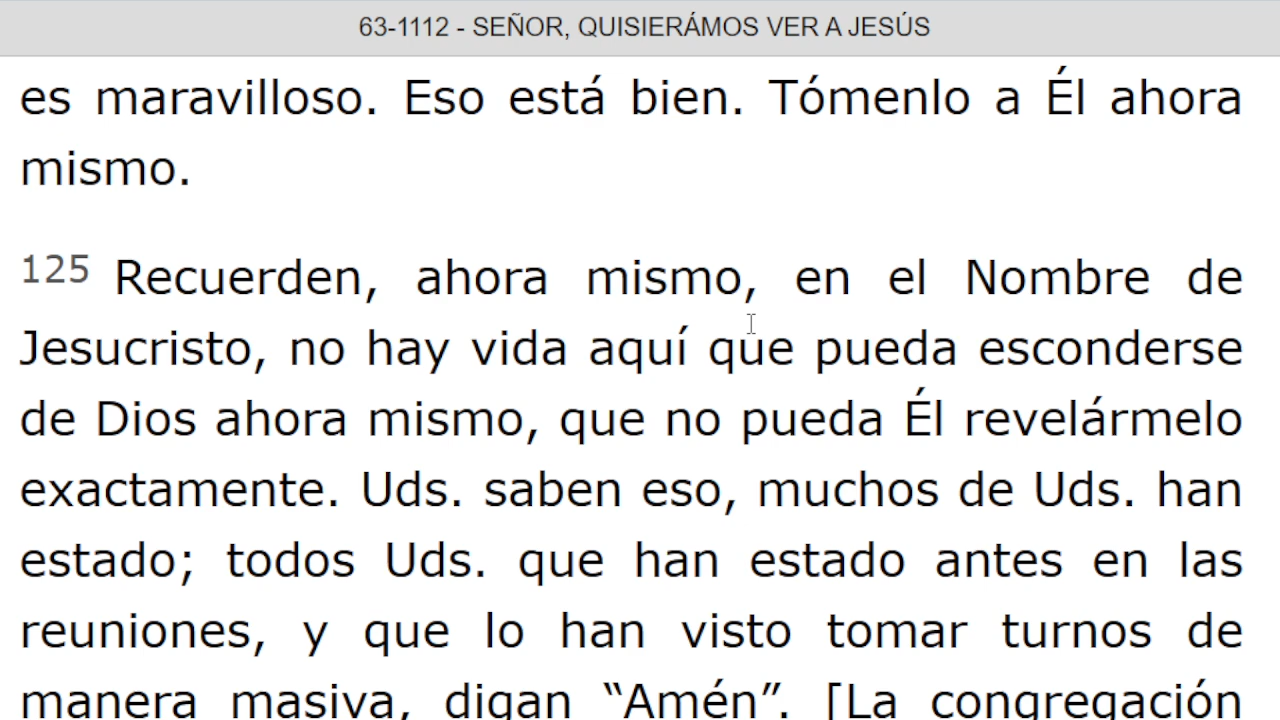 63-1112 - SEÑOR, QUISIERÁMOS VER A JESÚS
es maravilloso. Eso está bien. Tómenlo a Él ahora
mismo.
125 Recuerden, ahora mismo, en el Nombre de
Jesucristo, no hay vida aquí que pueda esconderse
de Dios ahora mismo, que no pueda Él revelármelo
exactamente. Uds. saben eso, muchos de Uds. han
estado; todos Uds. que han estado antes en las
reuniones, y que lo han visto tomar turnos de
manera masiva, digan “Amén”. [La congregación